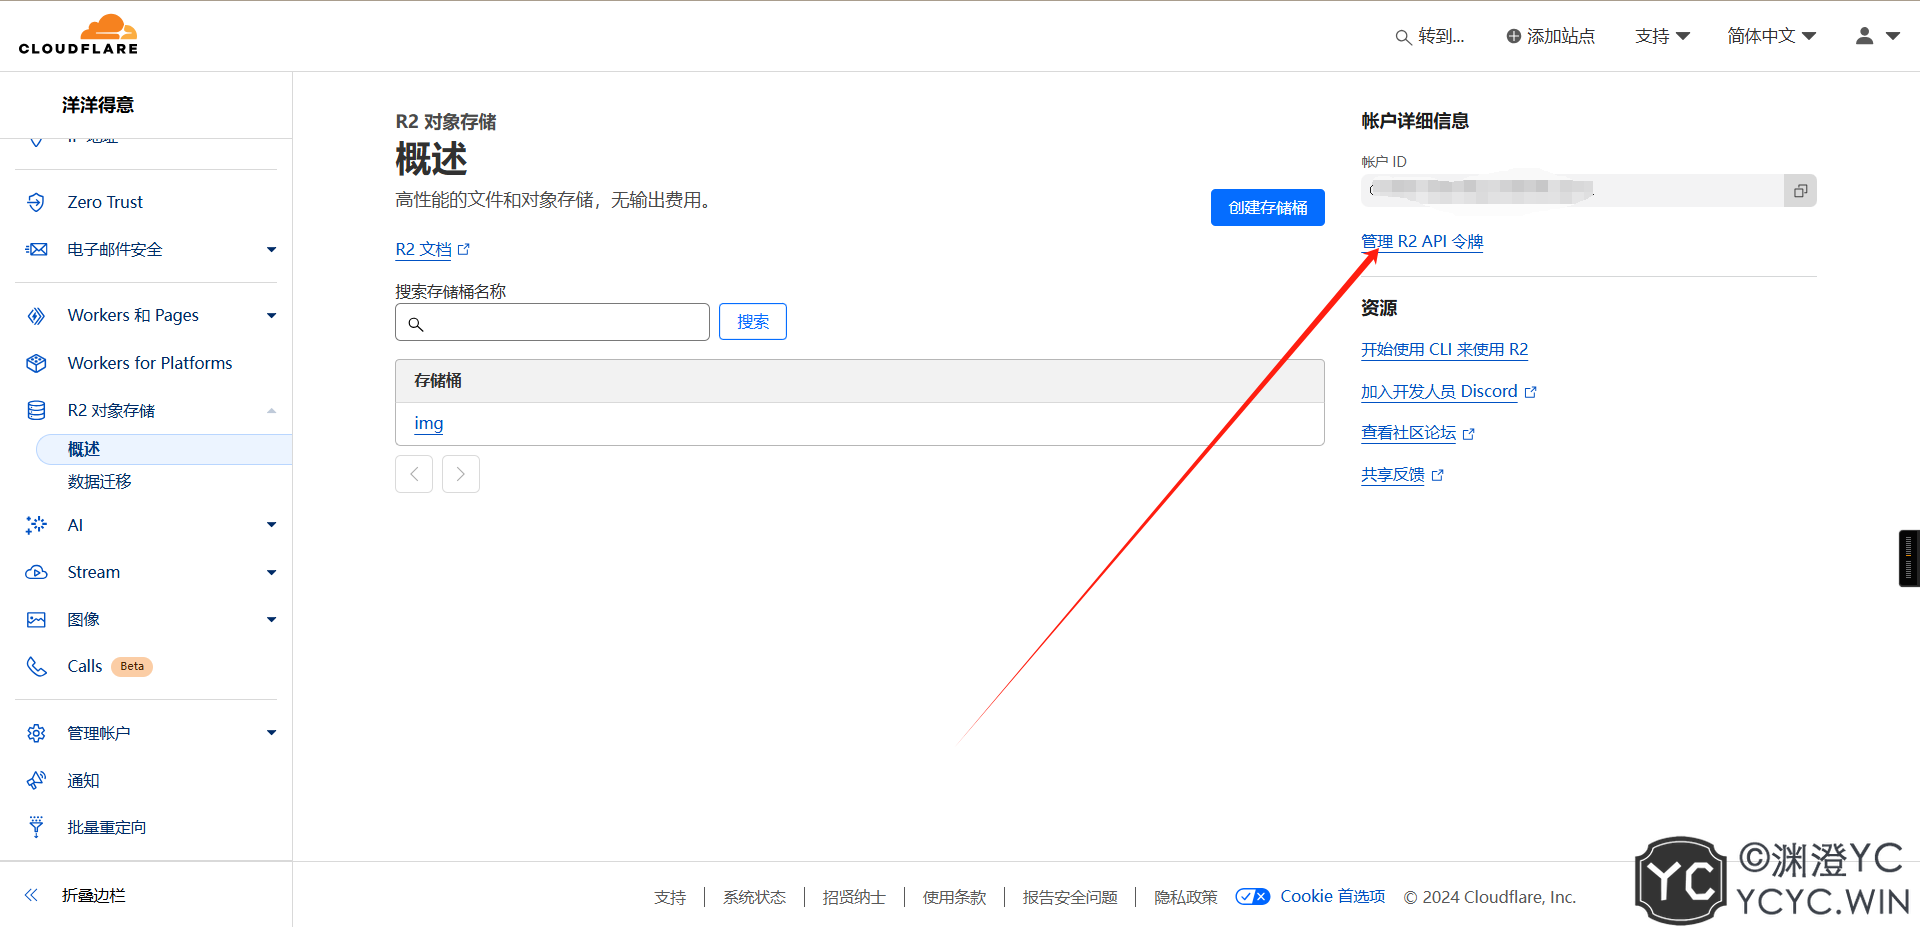 CLOUDFLARE
转到...
添加站点
支持
简体中文
洋洋得意
IP 地址
Zero Trust
电子邮件安全
Workers 和 Pages
Workers for Platforms
R2 对象存储
概述
数据迁移
AI
Stream
图像
Calls Beta
管理帐户
通知
批量重定向
折叠边栏
R2 对象存储
概述
高性能的文件和对象存储，无输出费用。
创建存储桶
R2 文档
搜索存储桶名称
搜索
存储桶
img
帐户详细信息
帐户 ID
管理 R2 API 令牌
资源
开始使用 CLI 来使用 R2
加入开发人员 Discord
查看社区论坛
共享反馈
支持
系统状态
招贤纳士
使用条款
报告安全问题
隐私政策
Cookie 首选项
© 2024 Cloudflare, Inc.
YC
©渊澄YC
YCYC.WIN